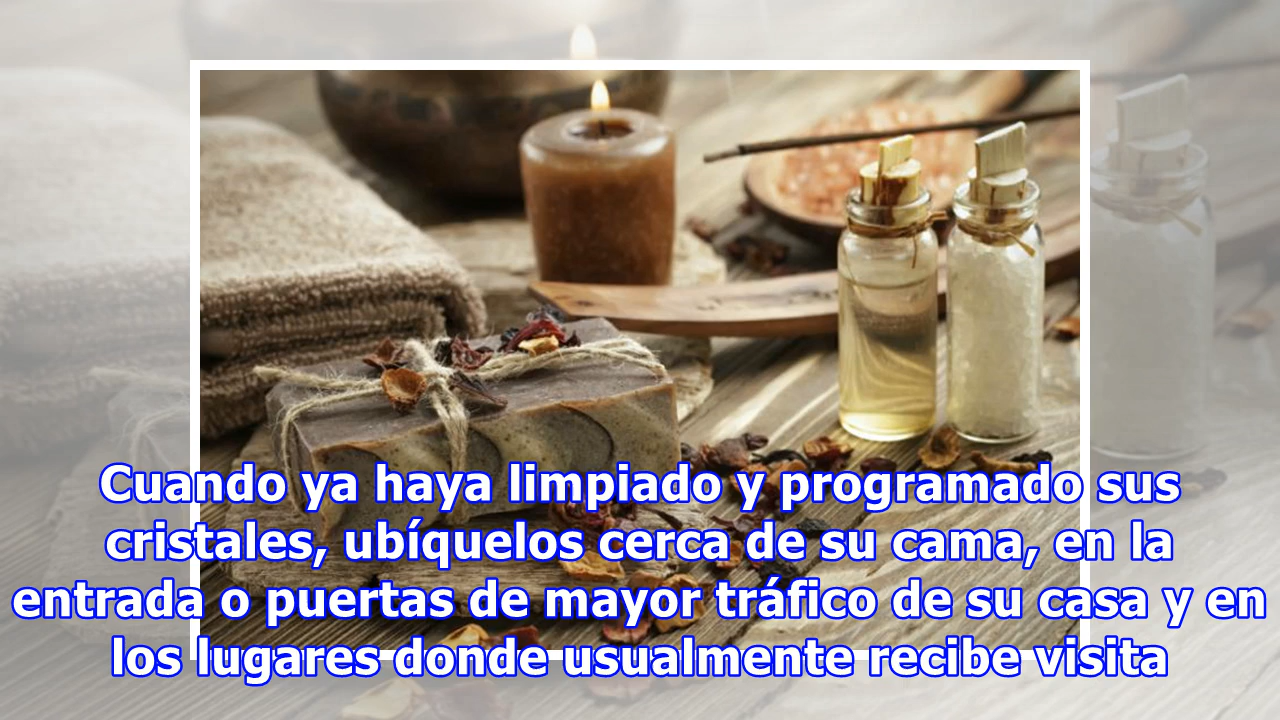 Cuando ya haya limpiado y programado sus
cristales, ubíquelos cerca de su cama, en la
entrada o puertas de mayor tráfico de su casa y en
los lugares donde usualmente recibe visita